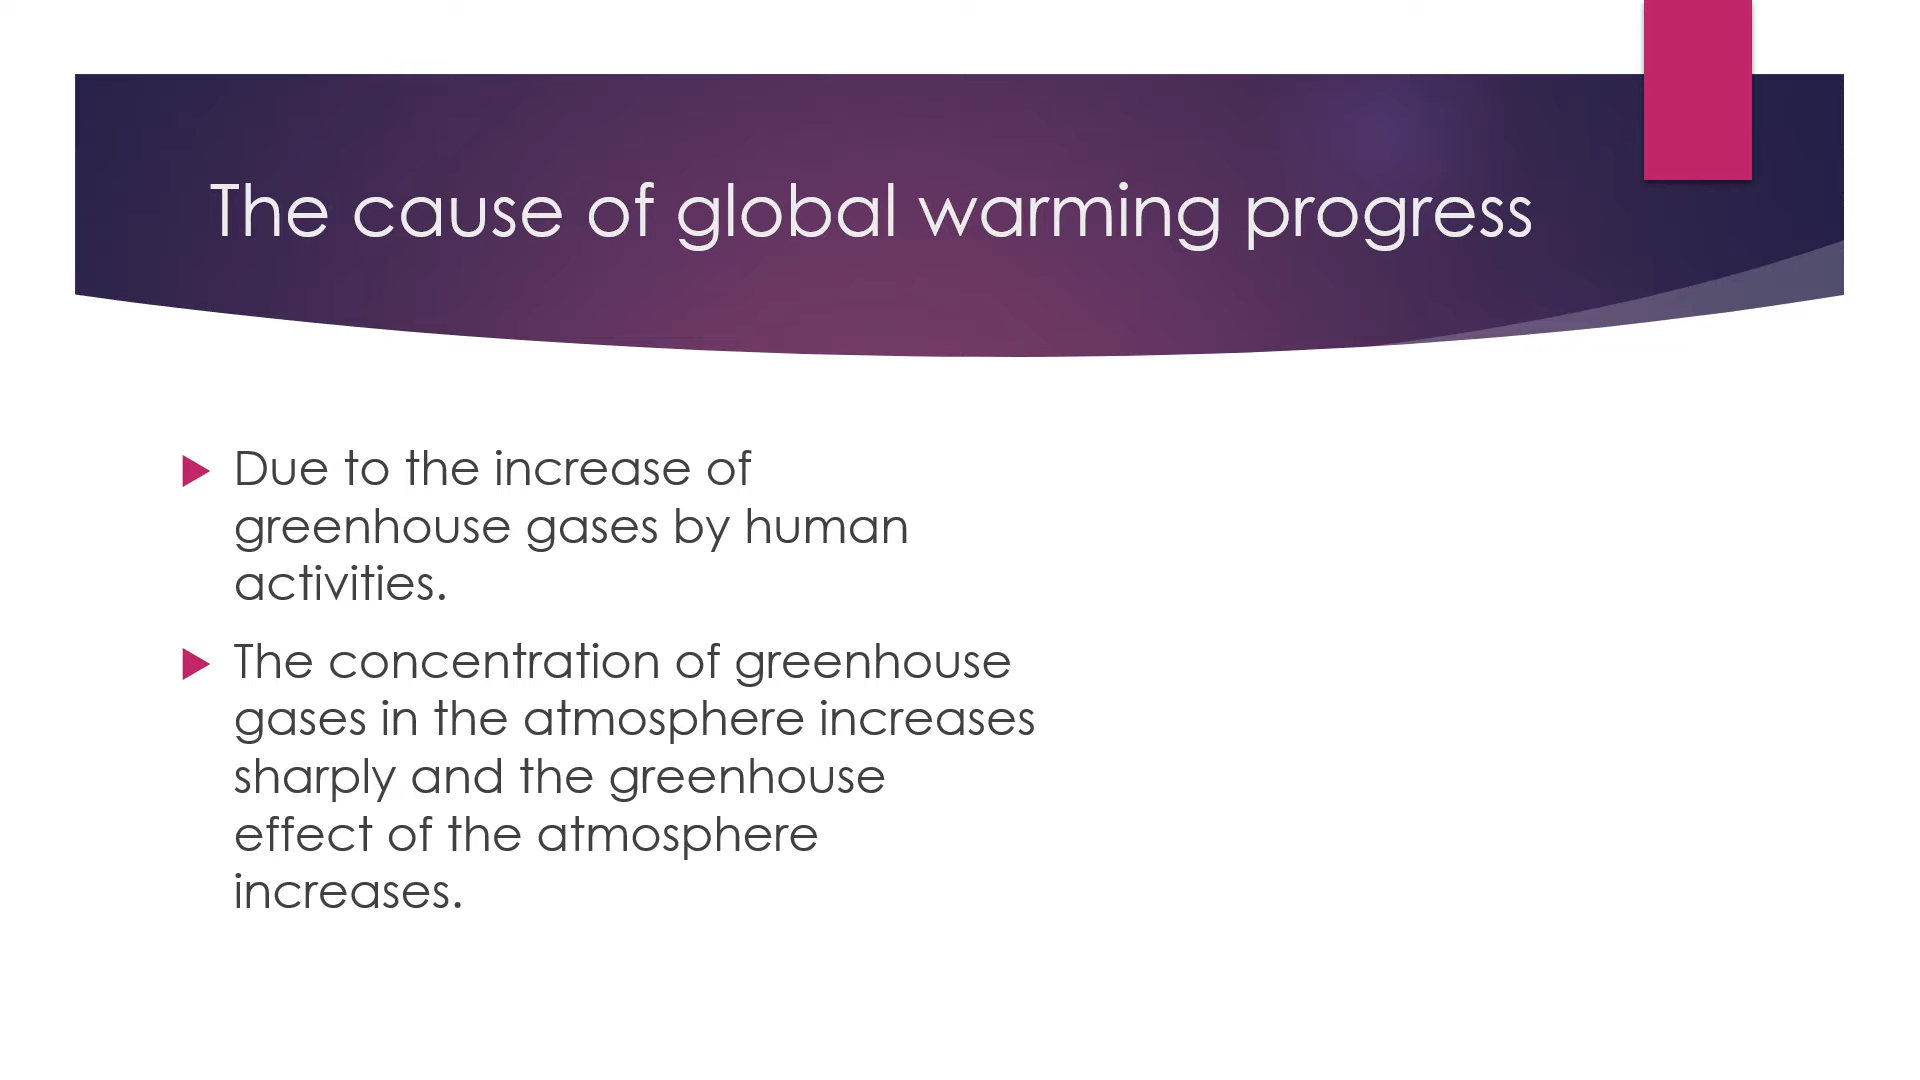 The cause of global warming progress
Due to the increase of
greenhouse gases by human
activities.
The concentration of greenhouse
gases in the atmosphere increases
sharply and the greenhouse
effect of the atmosphere
increases.